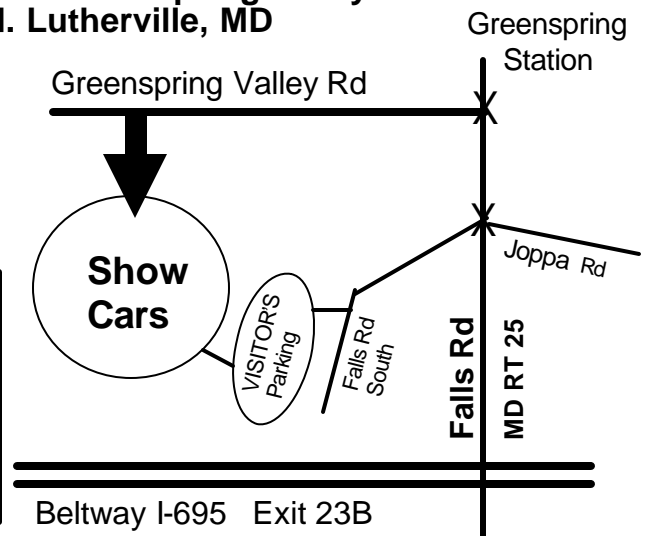 Lutherville, MD
Greenspring
Station
Greenspring Valley Rd
X
X
Joppa Rd
Show
Cars
VISITOR'S
Parking
Falls Rd
South
Falls Rd
MD RT 25
Beltway I-695 Exit 23B